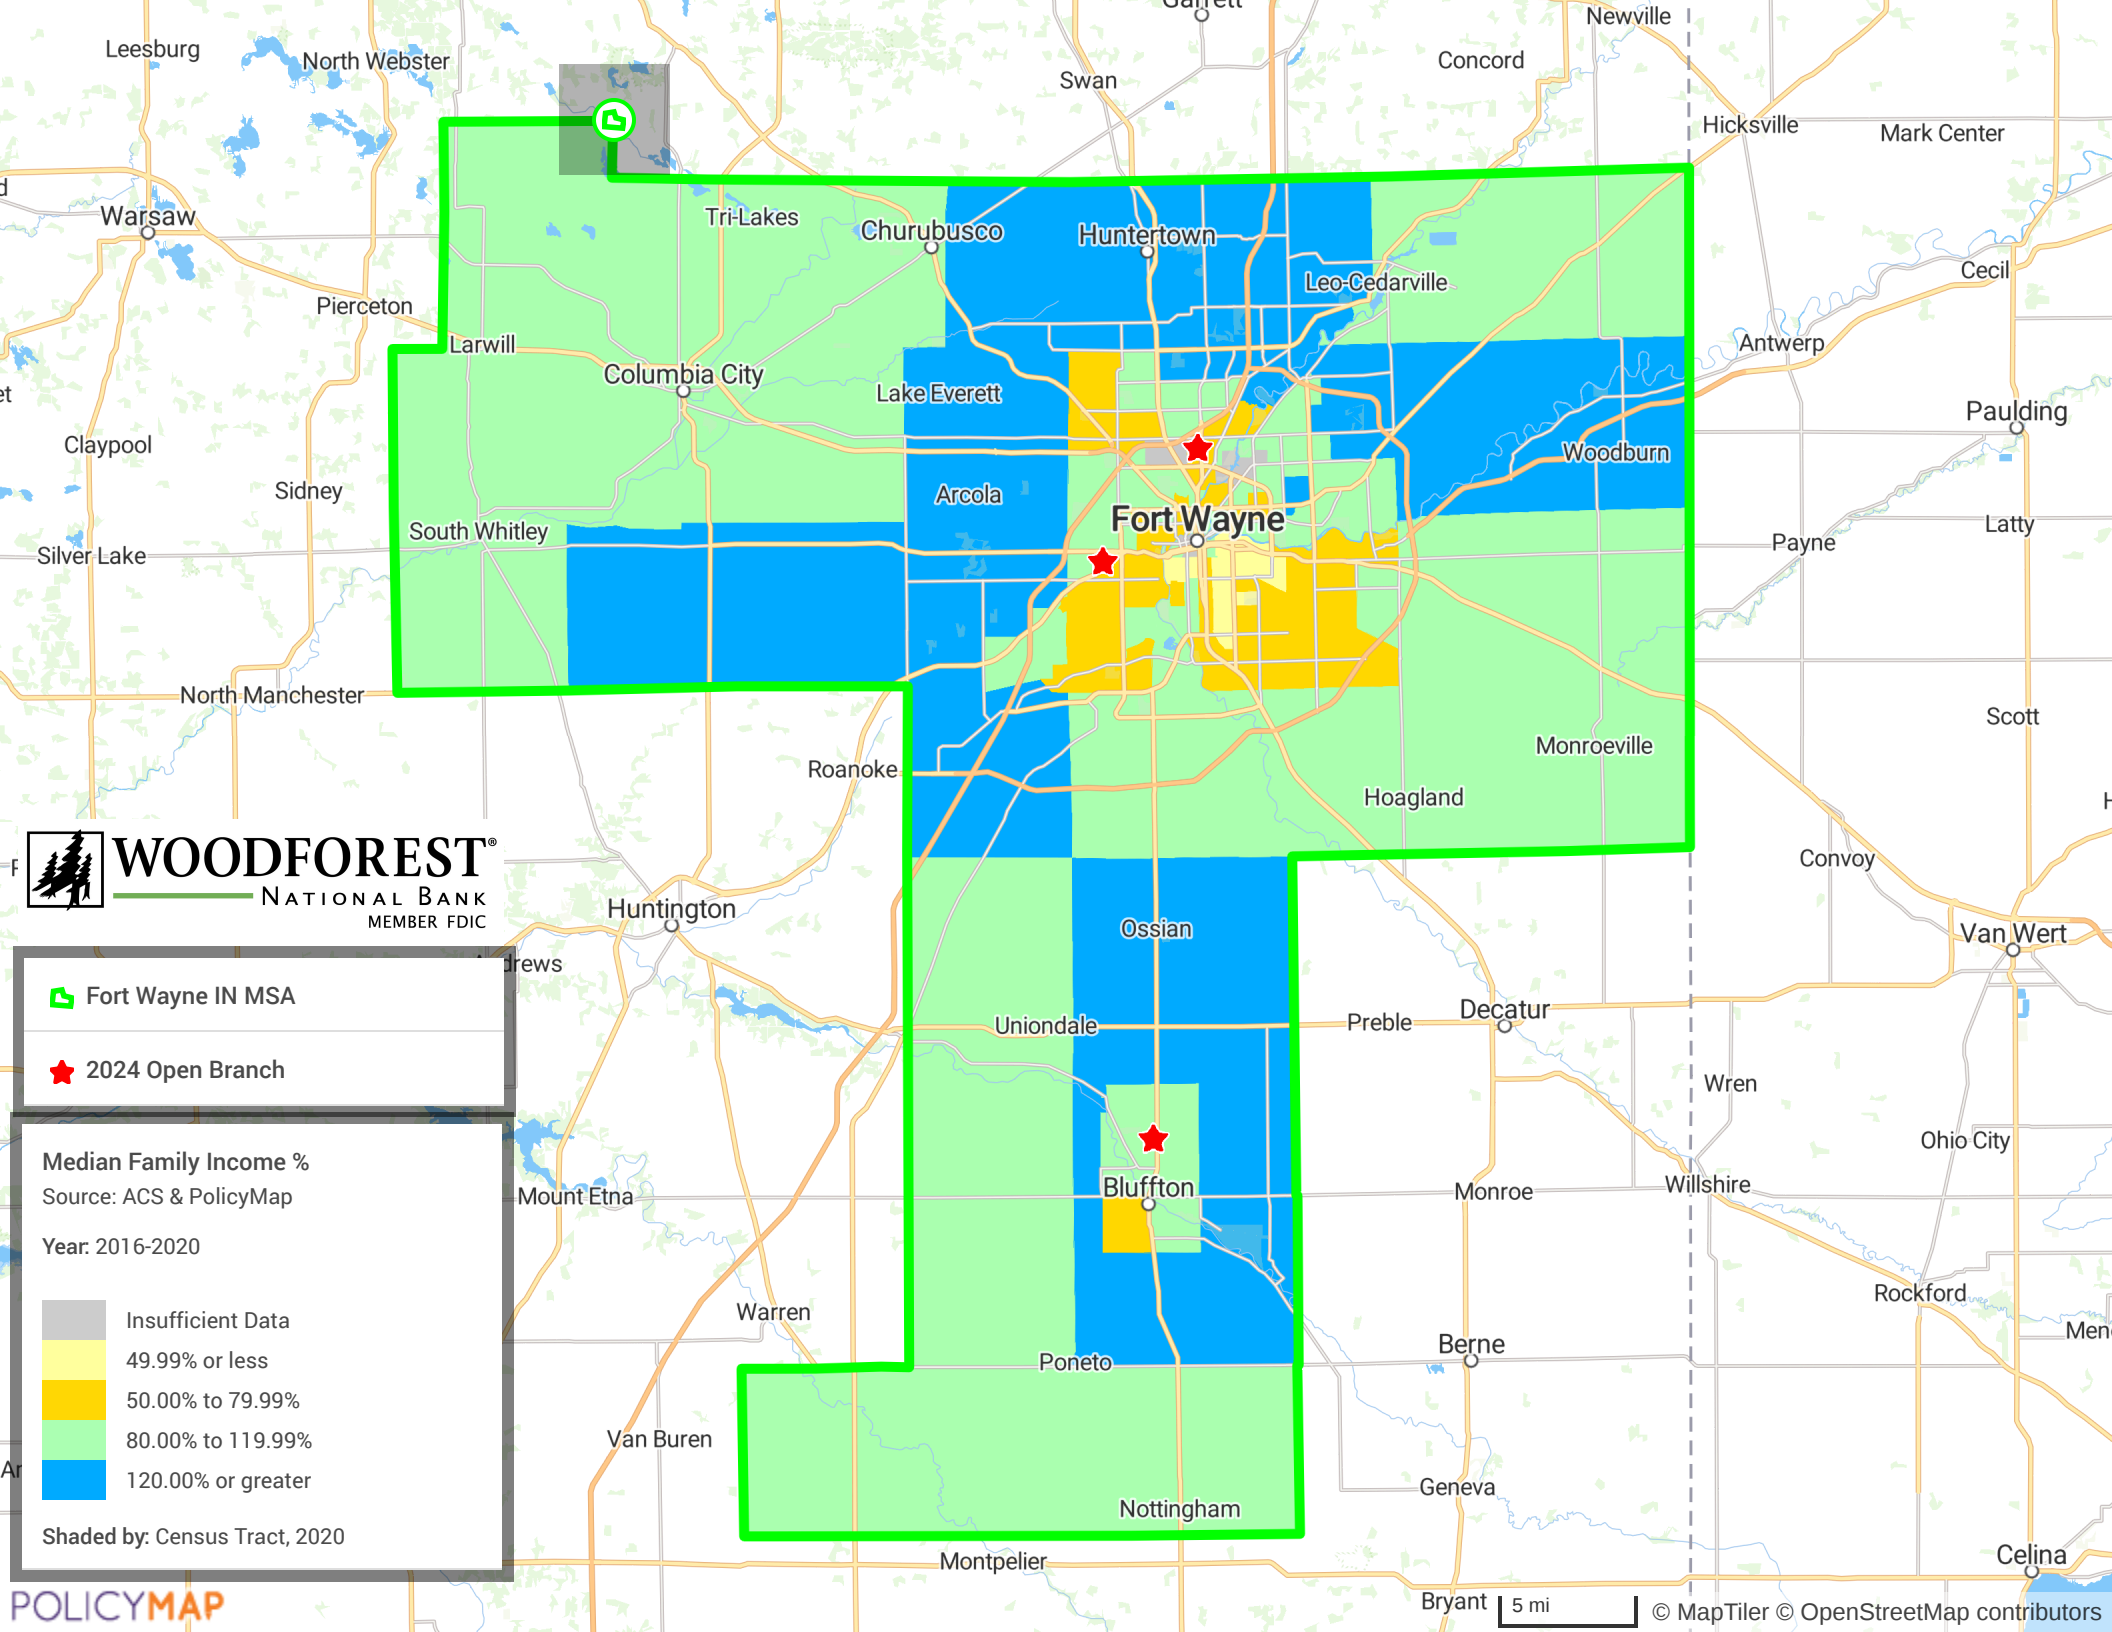 Garrett
Newville
Leesburg
North Webster
Concord
Swan
Hicksville
Mark Center
Warsaw
Tri-Lakes
Churubusco
Huntertown
Leo-Cedarville
Cecil
Pierceton
Larwill
Antwerp
Columbia City
Lake Everett
Paulding
Claypool
Woodburn
Sidney
Arcola
South Whitley
Fort Wayne
Latty
Silver Lake
Payne
North Manchester
Scott
Monroeville
Roanoke
Hoagland
Convoy
WOODFOREST®
NATIONAL BANK
MEMBER FDIC
Huntington
Ossian
Van Wert
drews
Fort Wayne IN MSA
Uniondale
Preble
Decatur
2024 Open Branch
Wren
Ohio City
Median Family Income %
Source: ACS & PolicyMap
Year: 2016-2020
Mount Etna
Bluffton
Monroe
Willshire
Rockford
Warren
Insufficient Data
49.99% or less
50.00% to 79.99%
80.00% to 119.99%
120.00% or greater
Shaded by: Census Tract, 2020
Men
Berne
Poneto
Van Buren
Geneva
Nottingham
Montpelier
Celina
POLICYMAP
Bryant
5 mi
© MapTiler © OpenStreetMap contributors